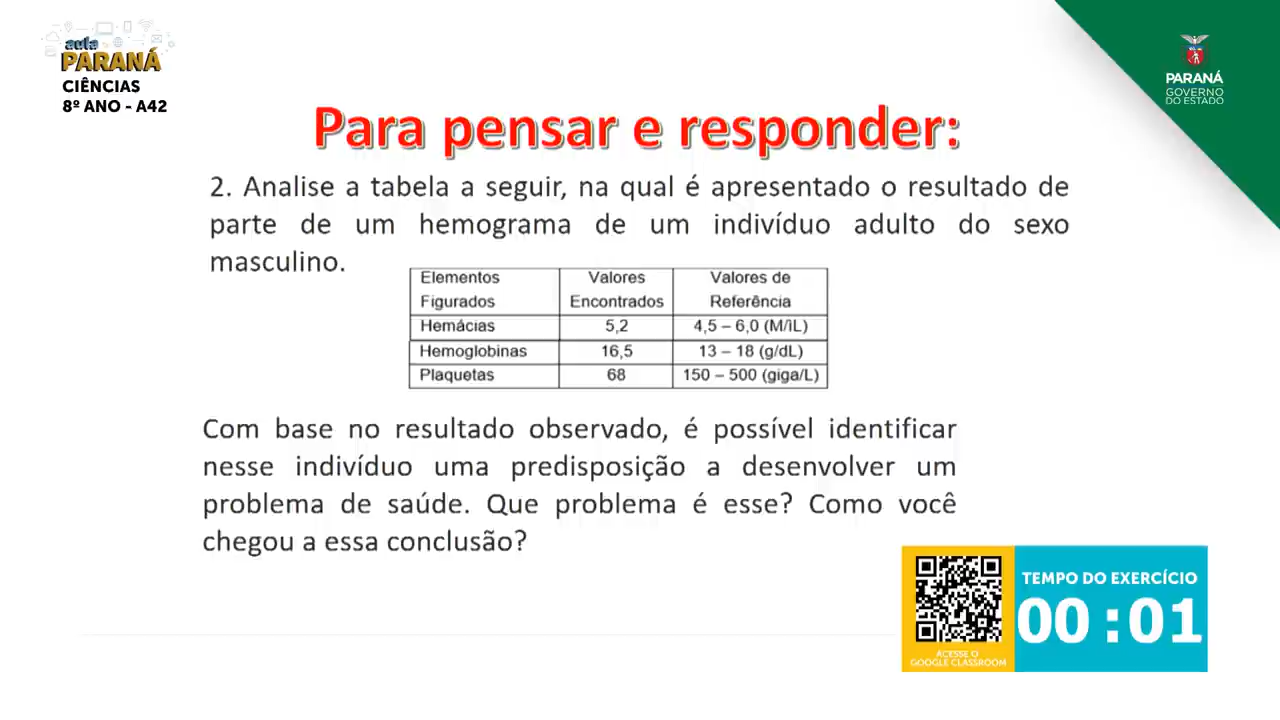 aula
PARANÁ
CIÊNCIAS
8º ANO - A42
PARANÁ
GOVERNO
DO ESTADO
Para pensar e responder:
2. Analise a tabela a seguir, na qual é apresentado o resultado de
parte de um hemograma de um indivíduo adulto do sexo
masculino.
Elementos Figurados | Valores Encontrados | Valores de Referência
Hemácias | 5,2 | 4,5 – 6,0 (M/iL)
Hemoglobinas | 16,5 | 13 – 18 (g/dL)
Plaquetas | 68 | 150 – 500 (giga/L)
Com base no resultado observado, é possível identificar
nesse indivíduo uma predisposição a desenvolver um
problema de saúde. Que problema é esse? Como você
chegou a essa conclusão?
ACESSE O
GOOGLE CLASSROOM
TEMPO DO EXERCÍCIO
00 : 01